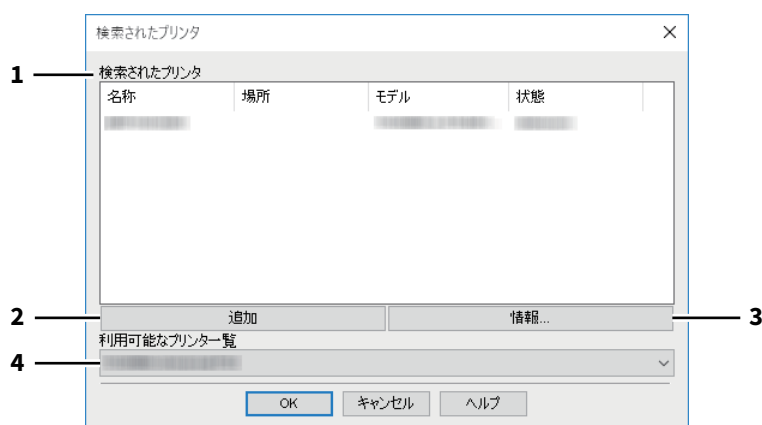 検索されたプリンタ
1 検索されたプリンタ
名称 場所 モデル 状態
2 追加 情報... 3
利用可能なプリンター覧
4
OK キャンセル ヘルプ